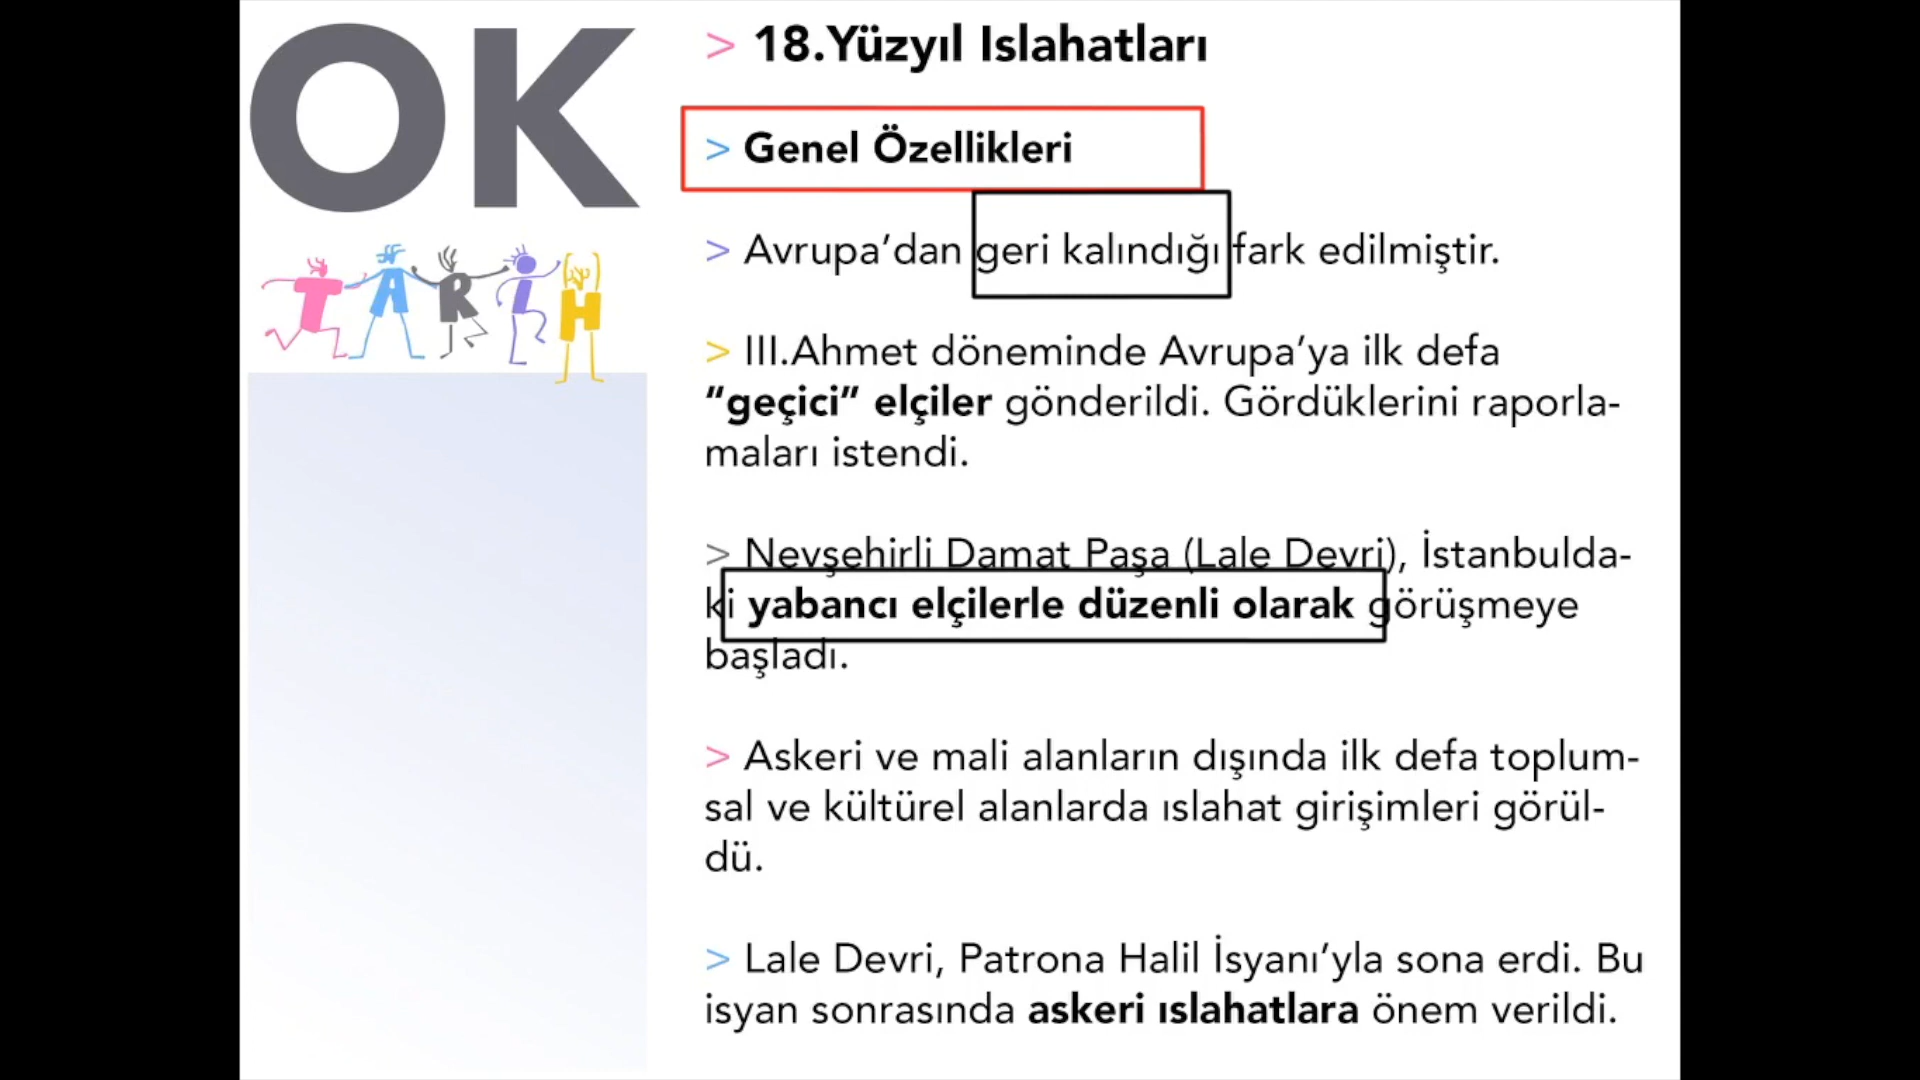 OK
TARİH
> 18.Yüzyıl Islahatları
> Genel Özellikleri
> Avrupa’dan geri kalındığı fark edilmiştir.
> III.Ahmet döneminde Avrupa’ya ilk defa
“geçici” elçiler gönderildi. Gördüklerini raporla-
maları istendi.
> Nevşehirli Damat Paşa (Lale Devri), İstanbulda-
ki yabancı elçilerle düzenli olarak görüşmeye
başladı.
> Askeri ve mali alanların dışında ilk defa toplum-
sal ve kültürel alanlarda ıslahat girişimleri görül-
dü.
> Lale Devri, Patrona Halil İsyanı’yla sona erdi. Bu
isyan sonrasında askeri ıslahatlara önem verildi.